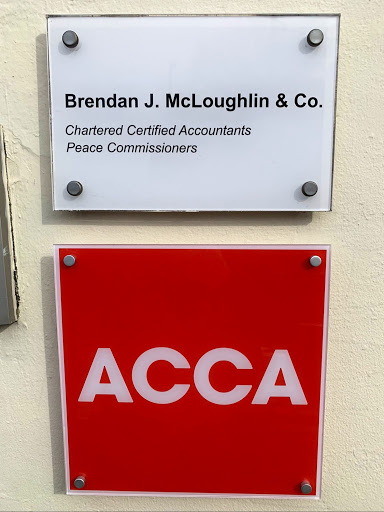 Brendan J. McLoughlin & Co.
Chartered Certified Accountants
Peace Commissioners
ACCA